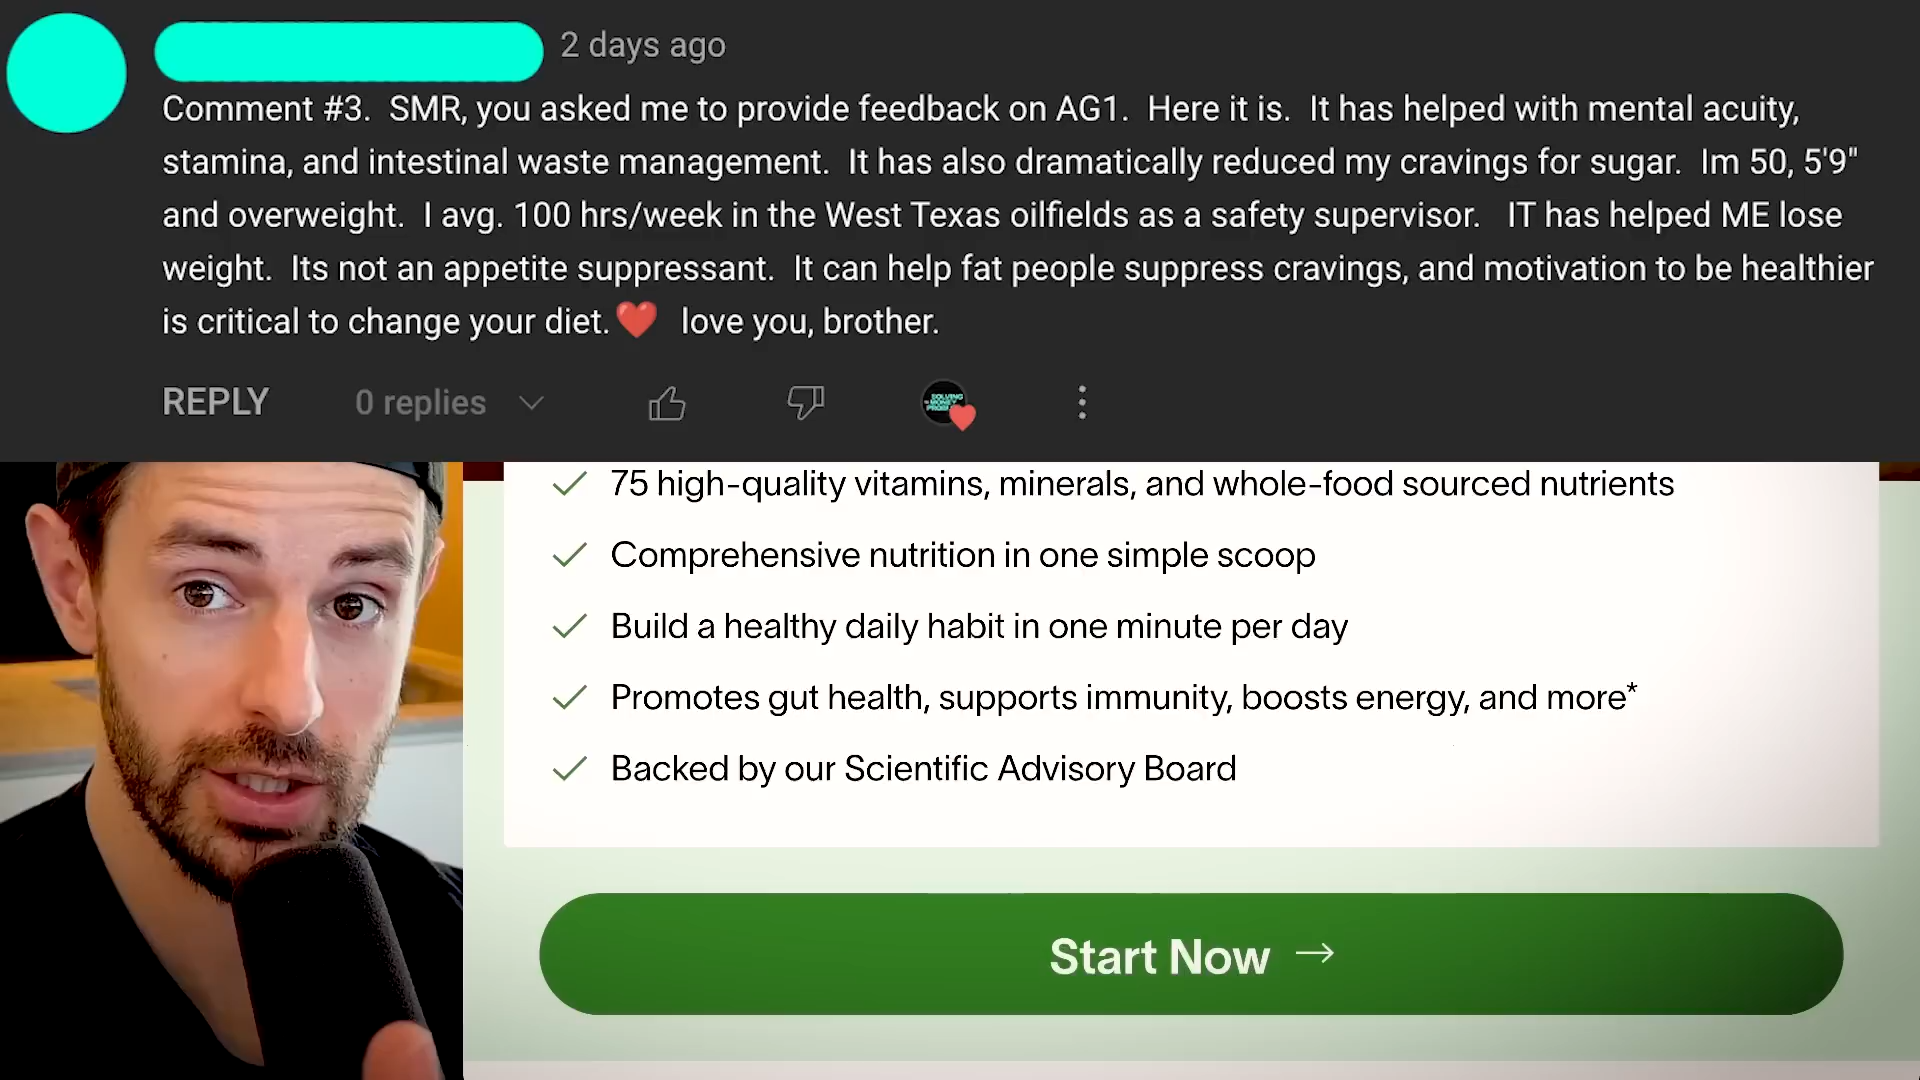 2 days ago
Comment #3.  SMR, you asked me to provide feedback on AG1.  Here it is.  It has helped with mental acuity,
stamina, and intestinal waste management.  It has also dramatically reduced my cravings for sugar.  Im 50, 5'9"
and overweight.  I avg. 100 hrs/week in the West Texas oilfields as a safety supervisor.   IT has helped ME lose
weight.  Its not an appetite suppressant.  It can help fat people suppress cravings, and motivation to be healthier
is critical to change your diet.❤️  love you, brother.
REPLY 0 replies
SOLVING
MONEY
75 high-quality vitamins, minerals, and whole-food sourced nutrients
Comprehensive nutrition in one simple scoop
Build a healthy daily habit in one minute per day
Promotes gut health, supports immunity, boosts energy, and more*
Backed by our Scientific Advisory Board
Start Now →